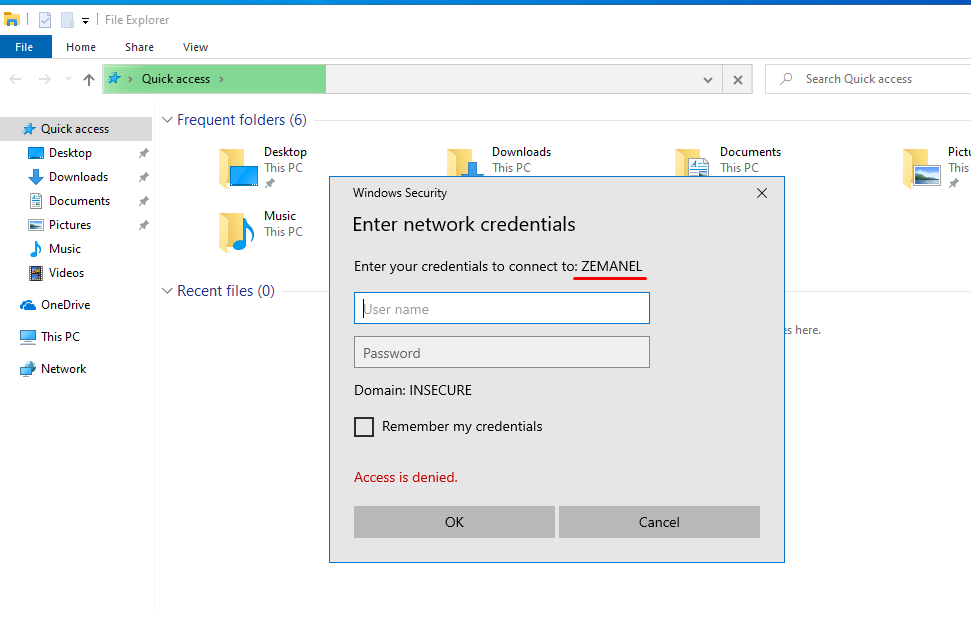 File Explorer
File Home Share View
Quick access
Search Quick access
Quick access
Desktop
Downloads
Documents
Pictures
Music
Videos
OneDrive
This PC
Network
Frequent folders (6)
Desktop
This PC
Downloads
This PC
Documents
This PC
Pictu
This
Music
This PC
Recent files (0)
es here.
Windows Security
Enter network credentials
Enter your credentials to connect to: ZEMANEL
User name
Password
Domain: INSECURE
Remember my credentials
Access is denied.
OK Cancel